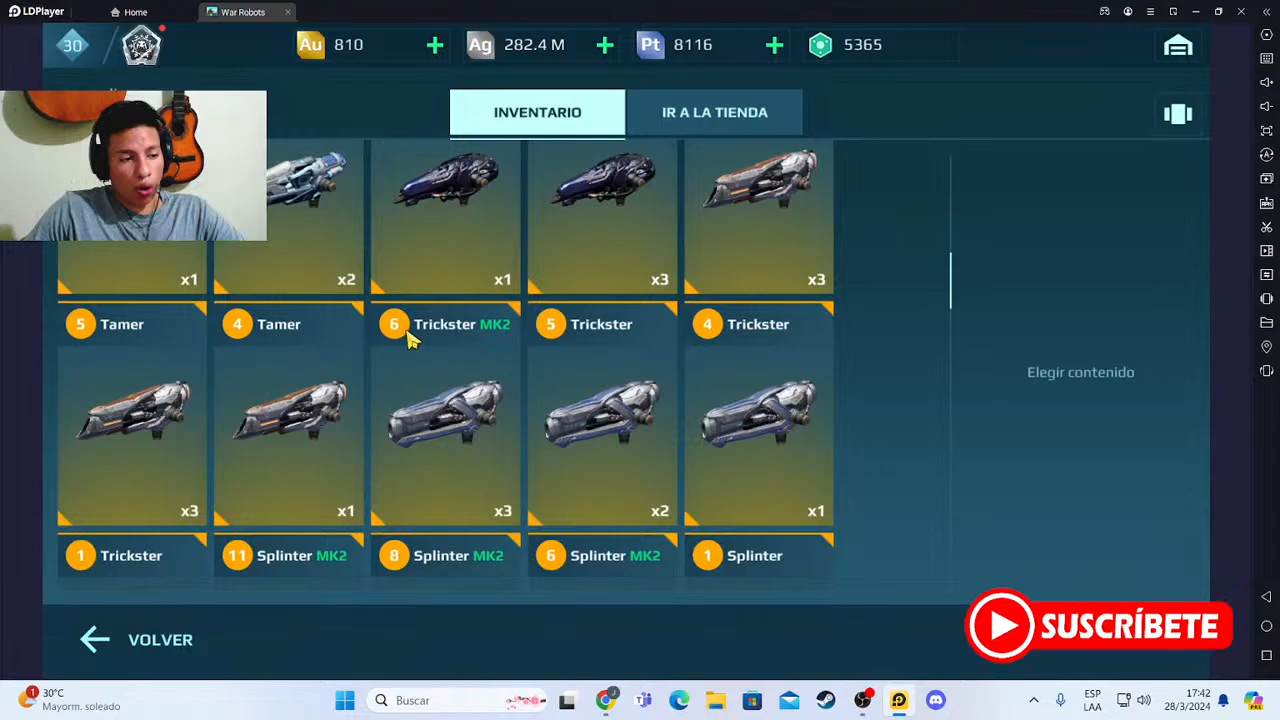 LDPlayer
Home
War Robots
30
Au 810
Ag 282.4 M
Pt 8116
5365
INVENTARIO
IR A LA TIENDA
x1
x2
x1
x3
x3
5 Tamer
4 Tamer
6 Trickster MK2
5 Trickster
4 Trickster
Elegir contenido
x3
x1
x3
x2
x1
1 Trickster
11 Splinter MK2
8 Splinter MK2
6 Splinter MK2
1 Splinter
VOLVER
SUSCRÍBETE
1
30°C
Mayorm. soleado
Buscar
ESP
LAA
17:42
28/3/2024